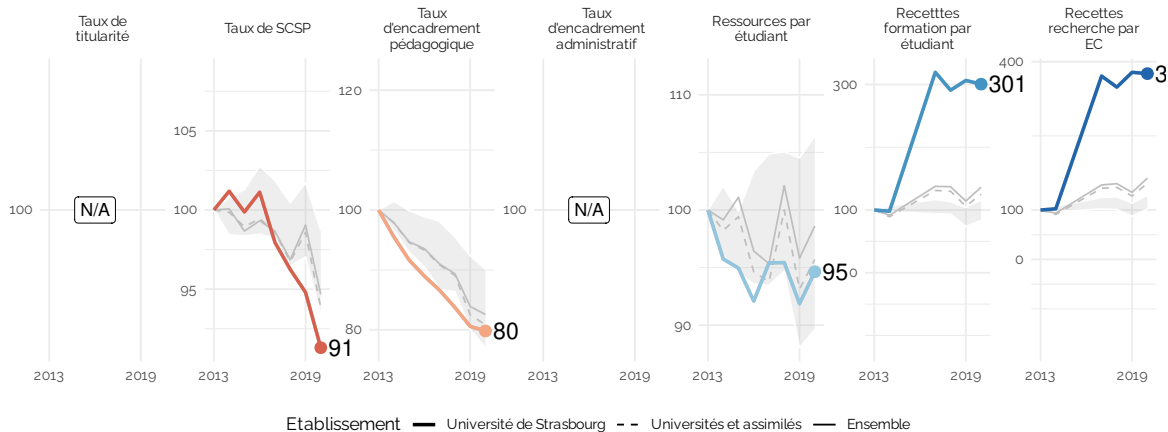 Taux de
titularité
Taux de SCSP
Taux
d'encadrement
pédagogique
Taux
d'encadrement
administratif
Ressources par
étudiant
Recetttes
formation par
étudiant
Recettes
recherche par
EC
100
N/A
2013
2019
105
100
95
91
2013
2019
120
100
80
80
2013
2019
100
N/A
2013
2019
110
100
90
95
2013
2019
300
100
0
301
2013
2019
400
100
0
3
2013
2019
Etablissement
Université de Strasbourg
Universités et assimilés
Ensemble